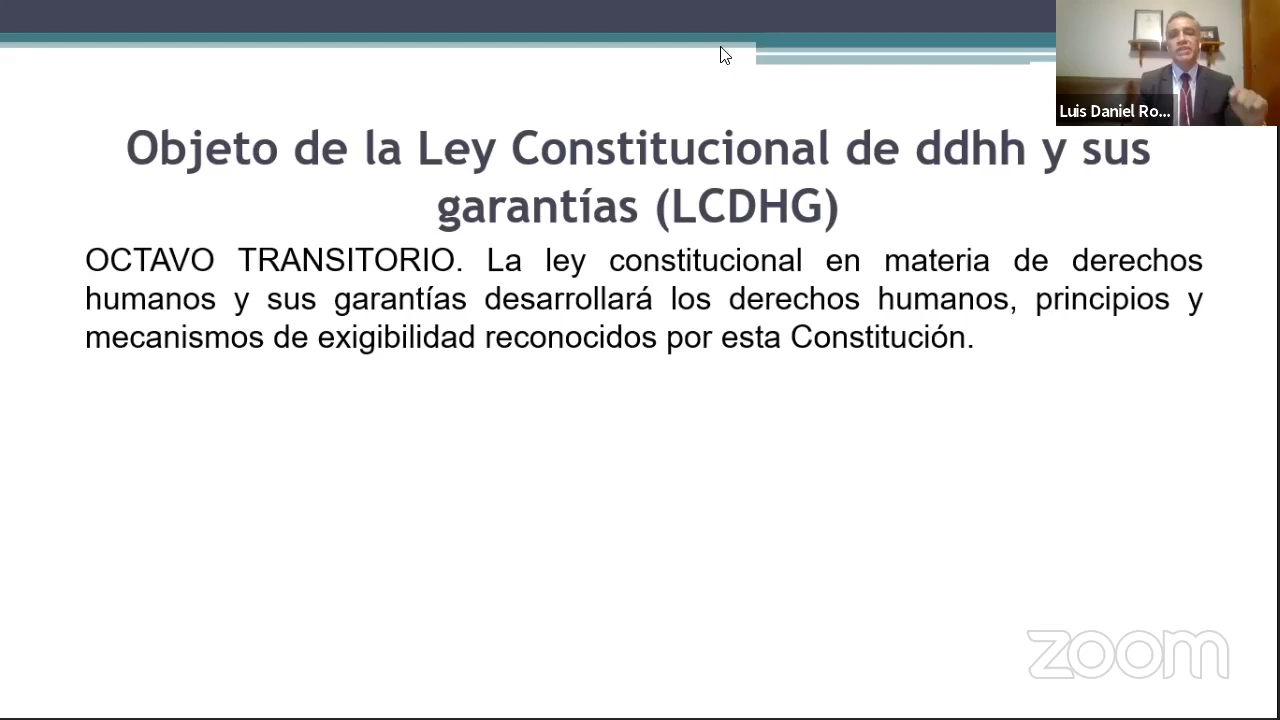 Luis Daniel Ro...
Objeto de la Ley Constitucional de ddhh y sus
garantías (LCDHG)
OCTAVO TRANSITORIO. La ley constitucional en materia de derechos
humanos y sus garantías desarrollará los derechos humanos, principios y
mecanismos de exigibilidad reconocidos por esta Constitución.
zoom